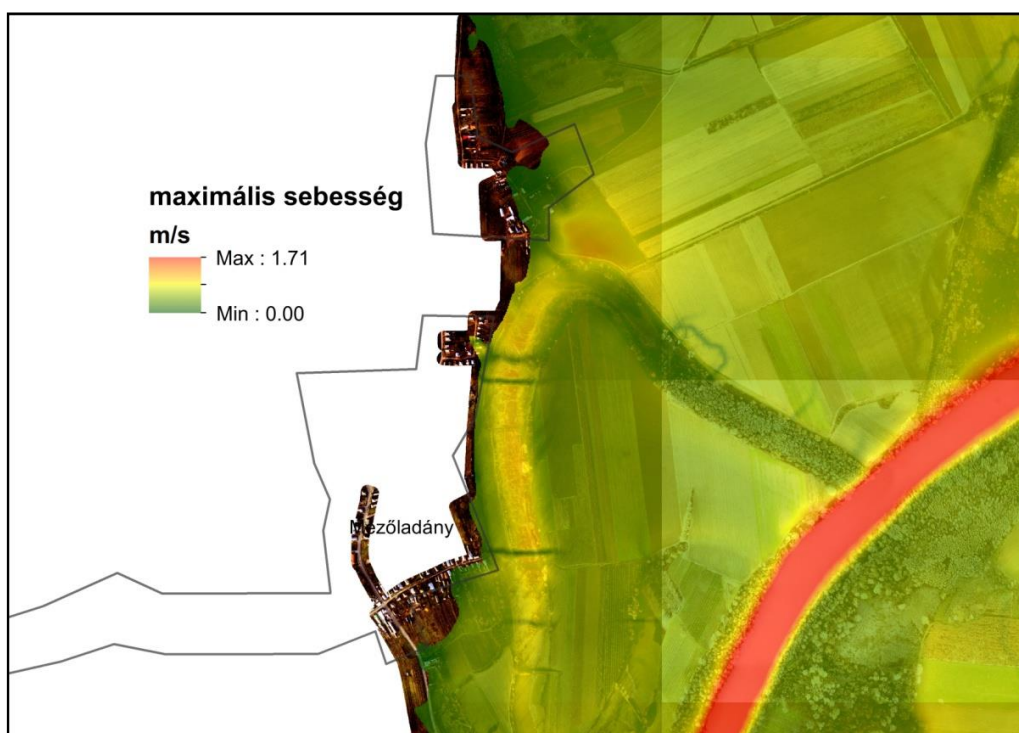 maximális sebesség
m/s
Max : 1.71
Min : 0.00
Mezőladány